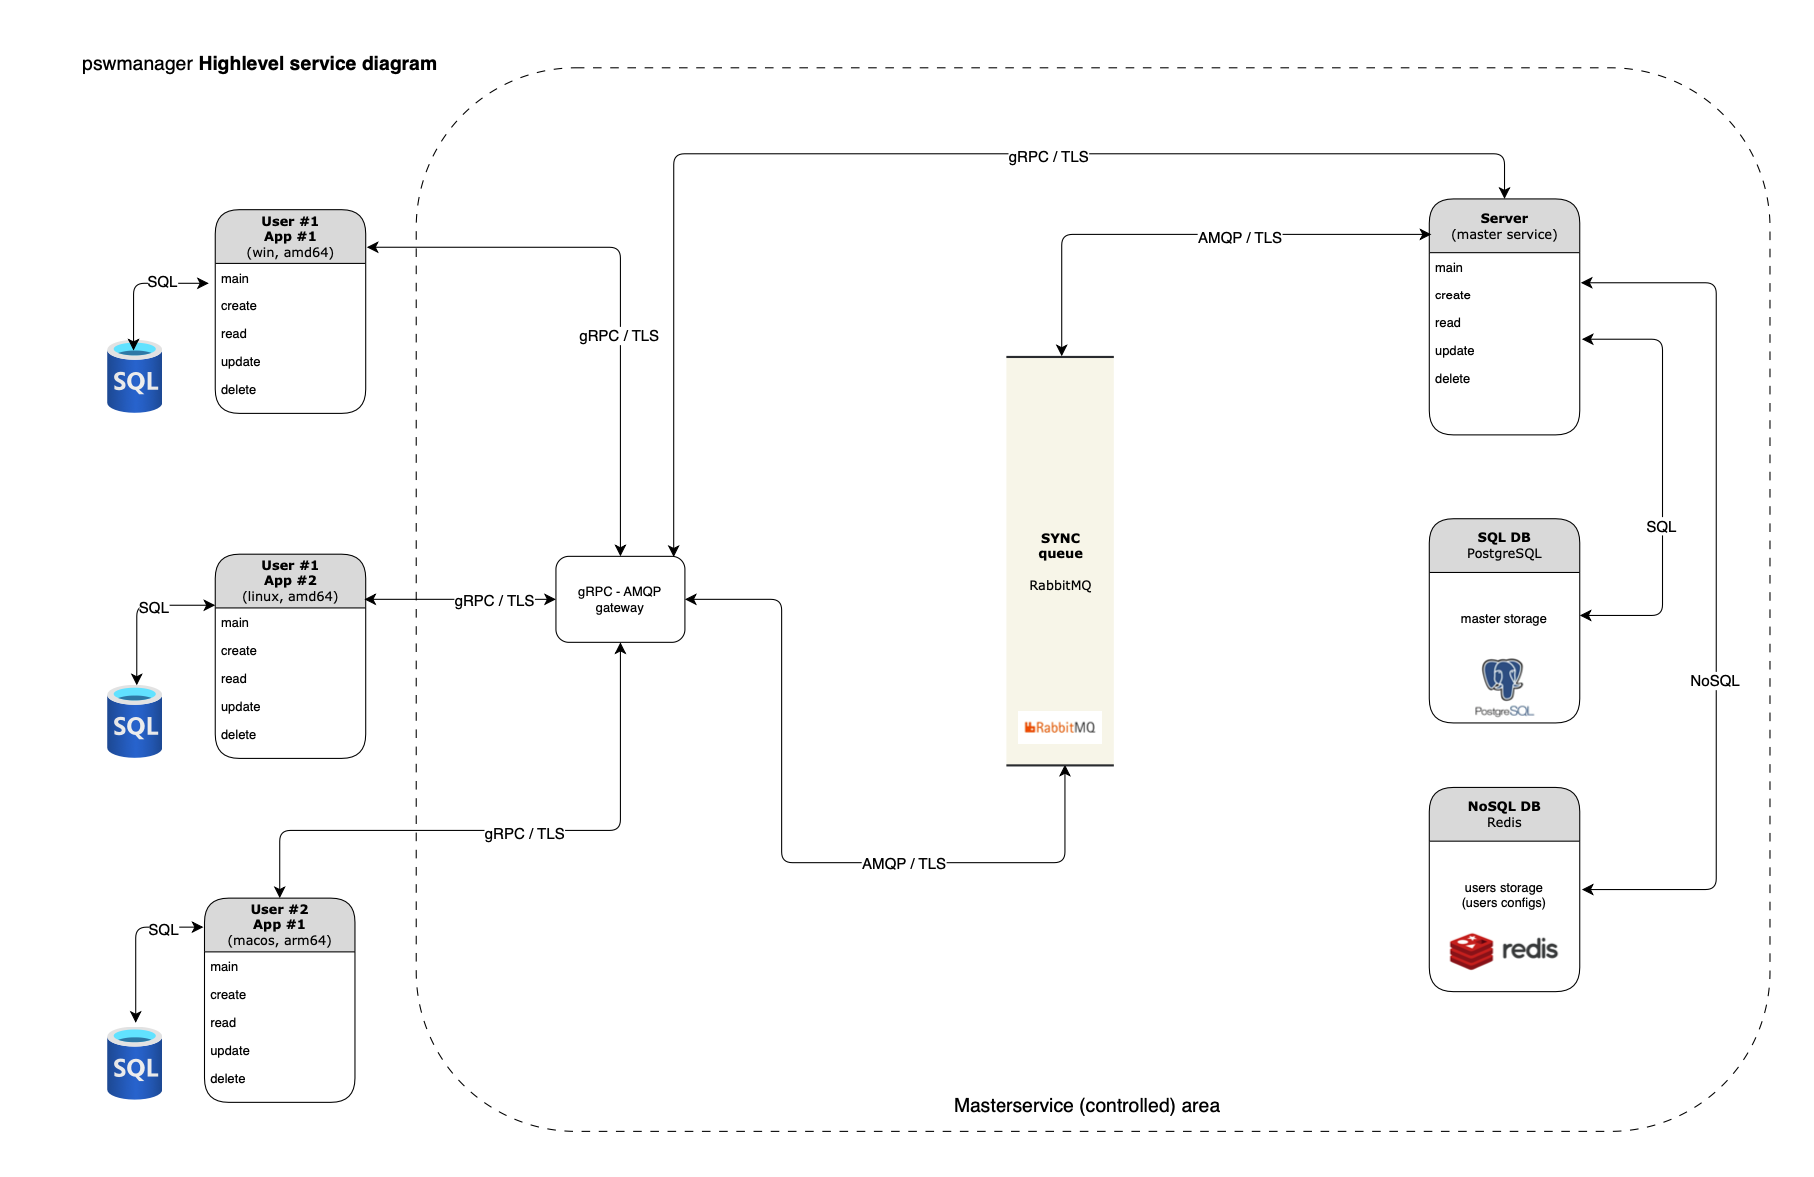 pswmanager Highlevel service diagram
gRPC / TLS
User #1
App #1
(win, amd64)
main
create
read
update
delete
SQL
SQL
gRPC / TLS
AMQP / TLS
Server
(master service)
main
create
read
update
delete
User #1
App #2
(linux, amd64)
main
create
read
update
delete
SQL
SQL
gRPC / TLS
gRPC - AMQP
gateway
SYNC
queue
RabbitMQ
RabbitMQ
SQL
SQL DB
PostgreSQL
master storage
PostgreSQL
NoSQL
gRPC / TLS
AMQP / TLS
NoSQL DB
Redis
users storage
(users configs)
redis
User #2
App #1
(macos, arm64)
main
create
read
update
delete
SQL
SQL
Masterservice (controlled) area